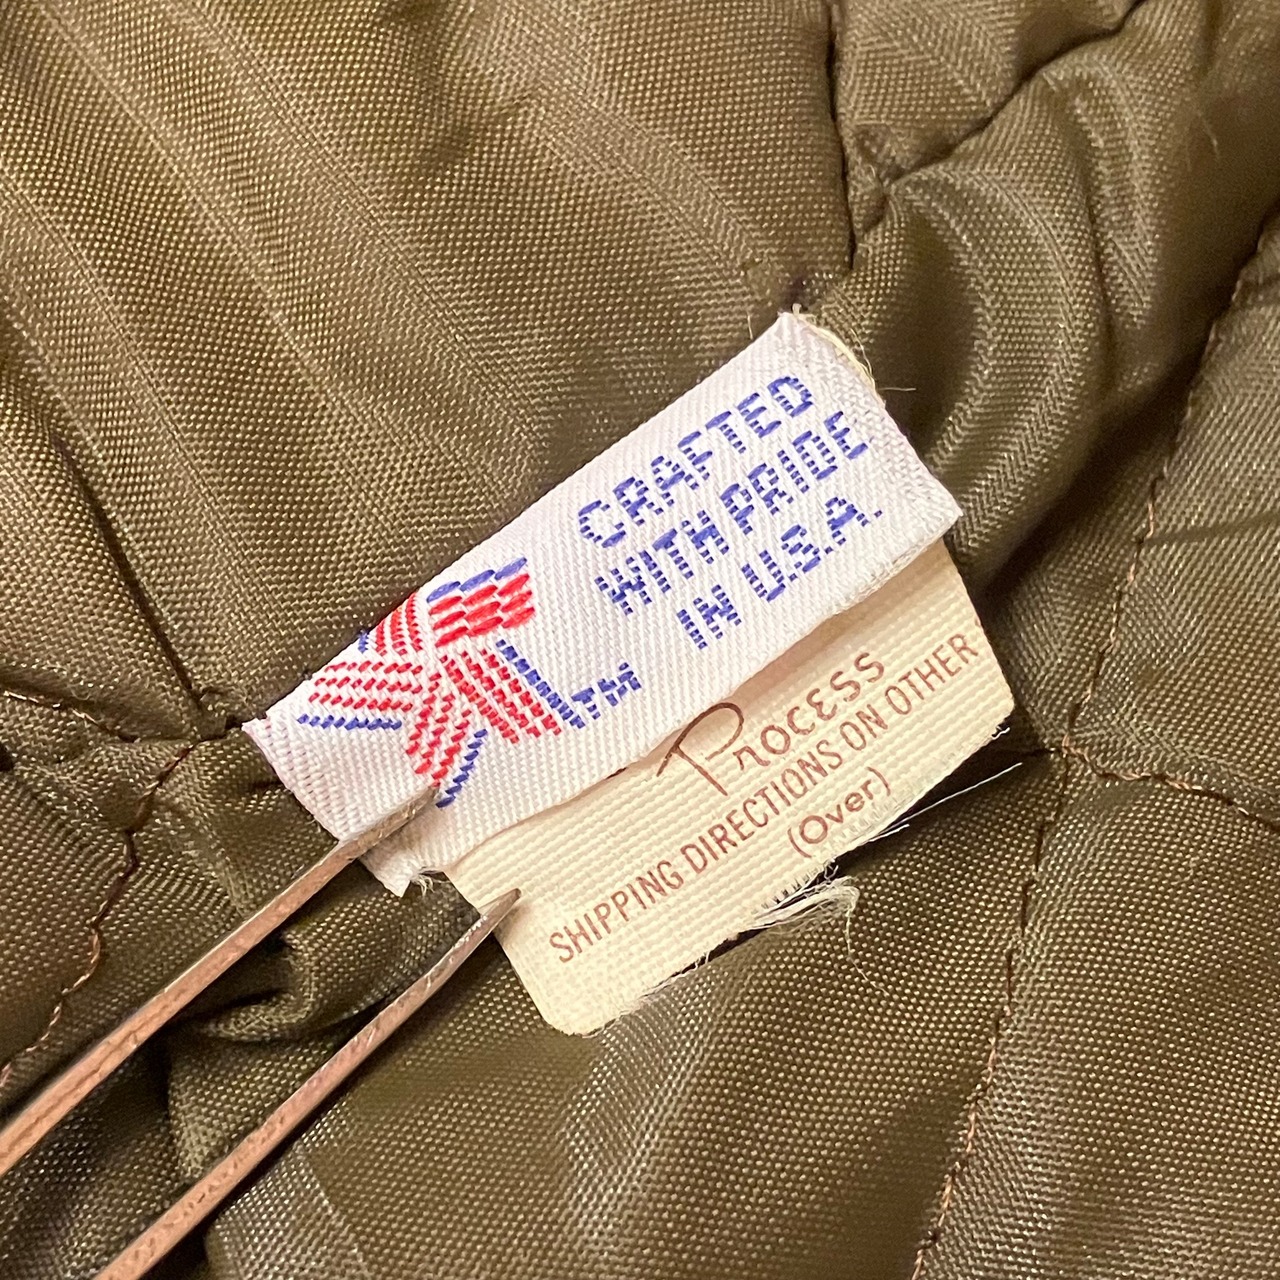 CRAFTED
WITH PRIDE
IN U.S.A.
TM
Process
SHIPPING DIRECTIONS ON OTHER
(Over)